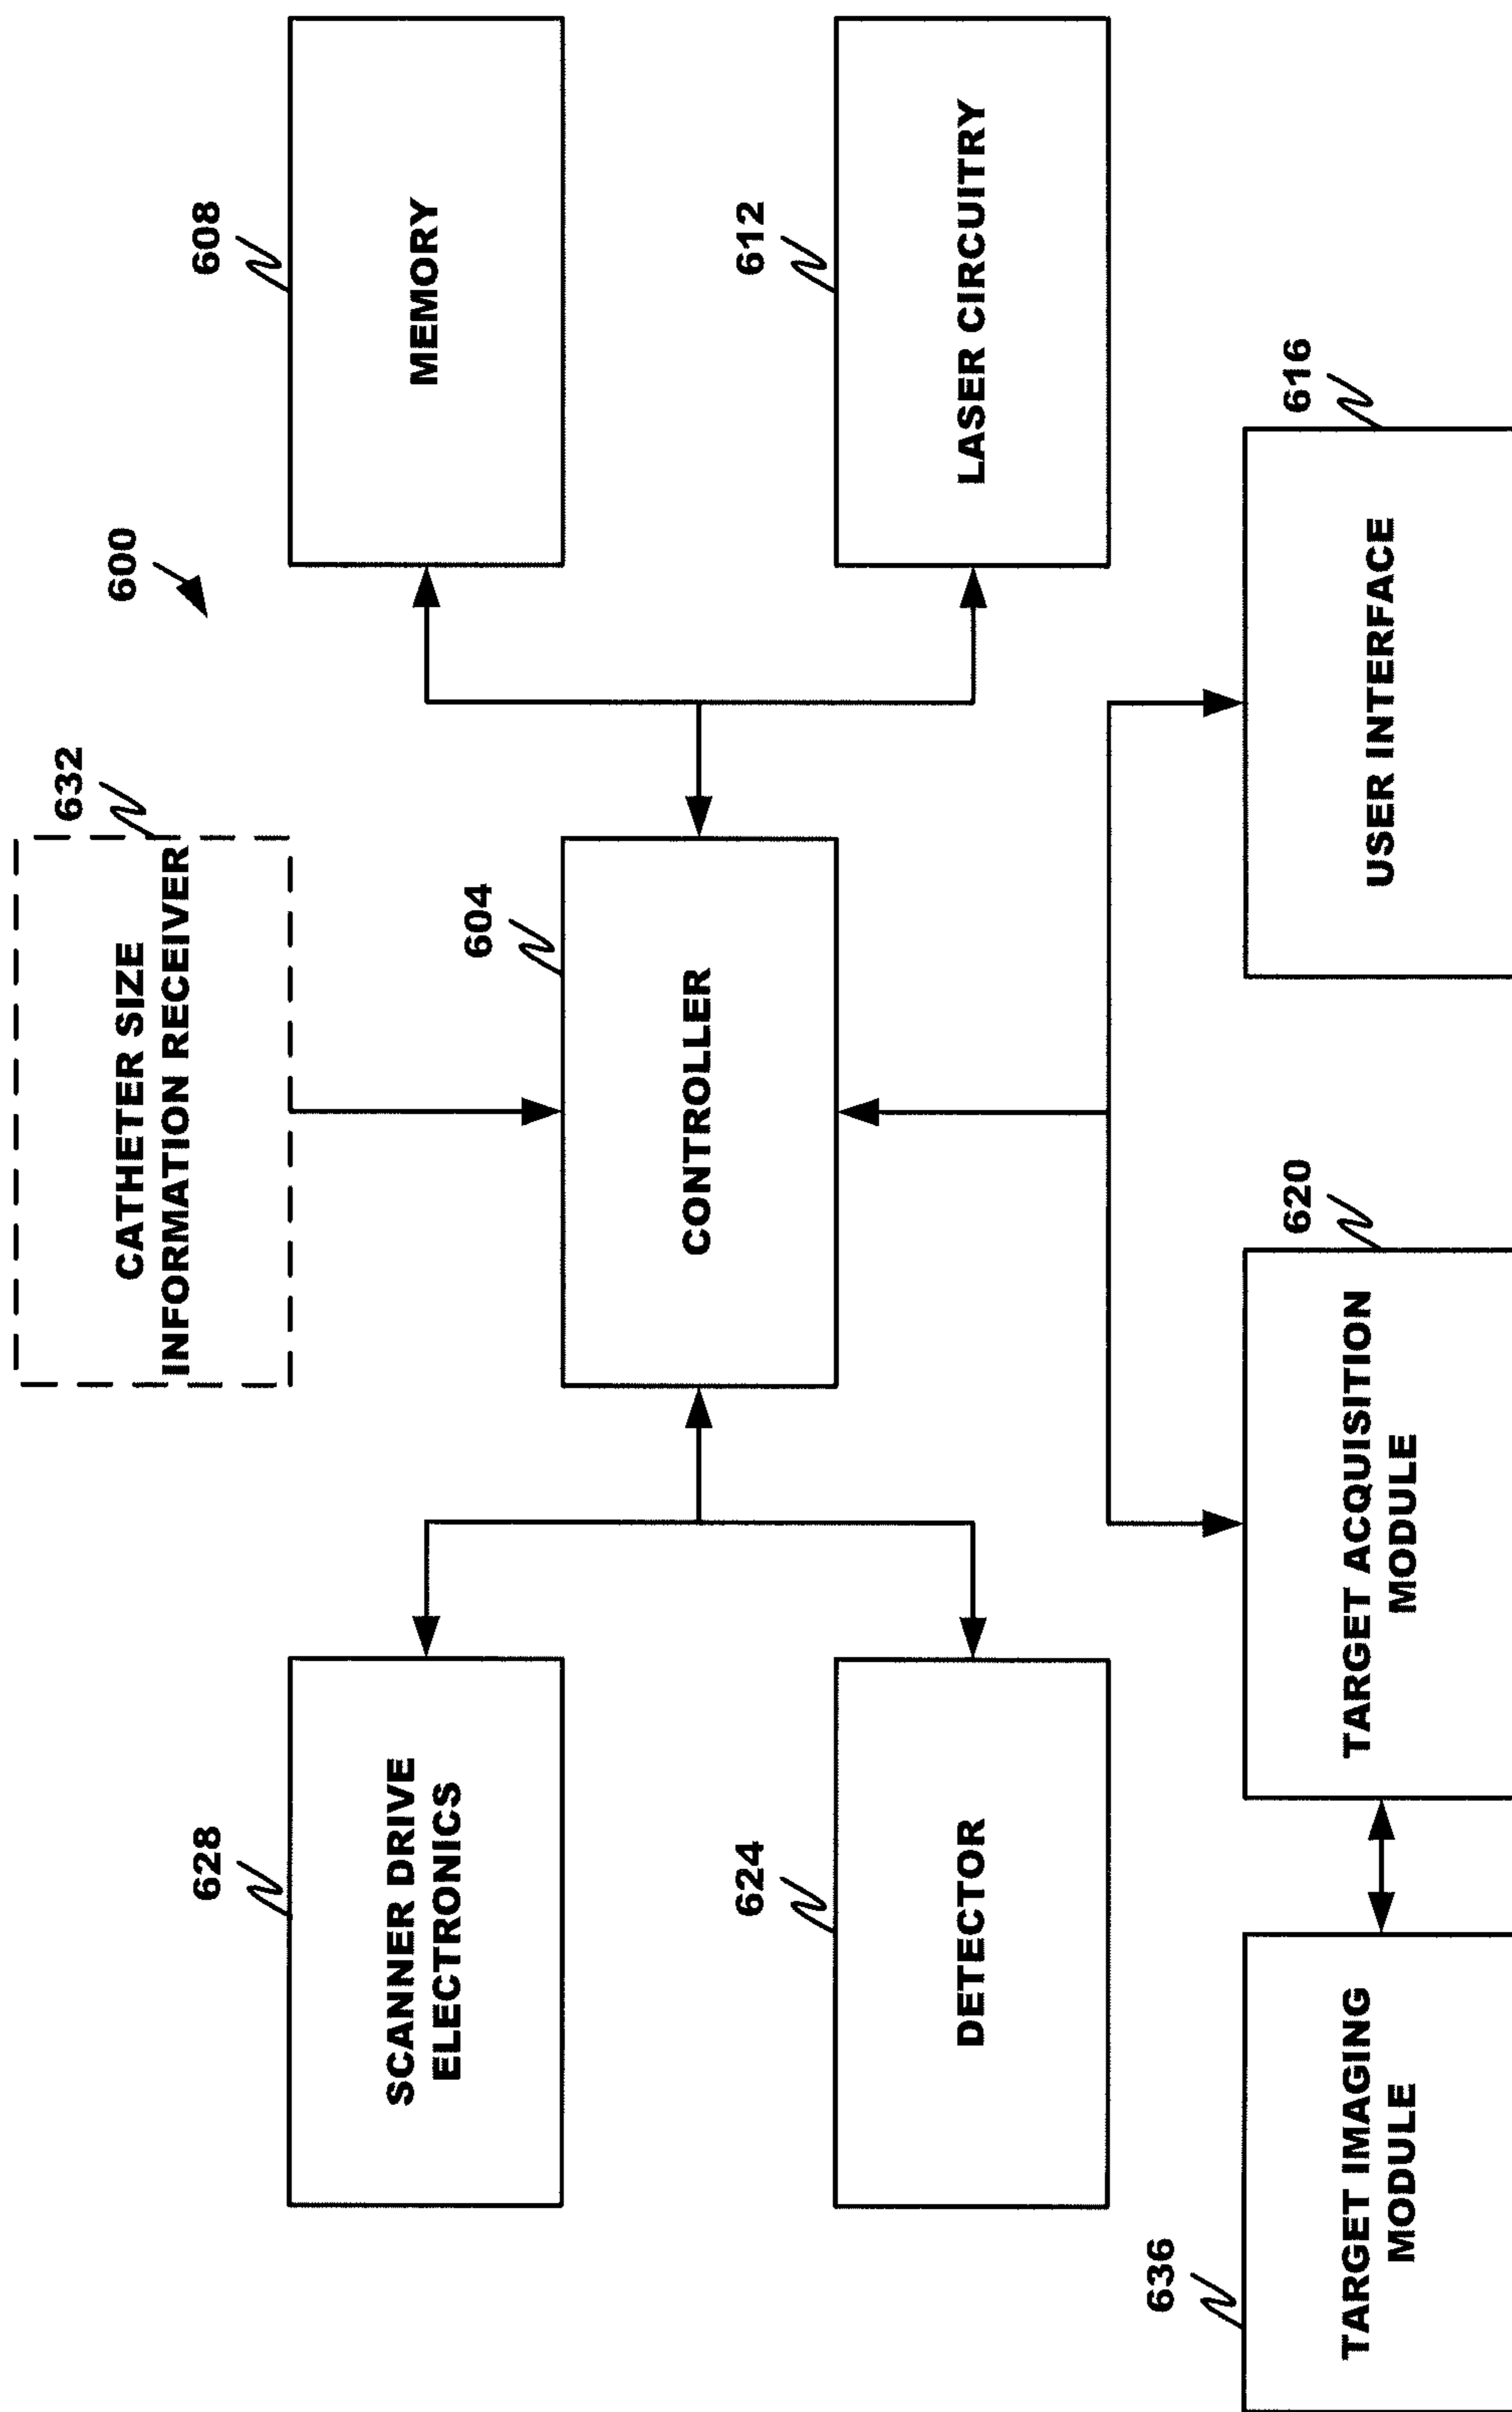 632
CATHETER SIZE
INFORMATION RECEIVER
600
628
SCANNER DRIVE
ELECTRONICS
608
MEMORY
604
CONTROLLER
624
DETECTOR
612
LASER CIRCUITRY
636
TARGET IMAGING
MODULE
620
TARGET ACQUISITION
MODULE
616
USER INTERFACE